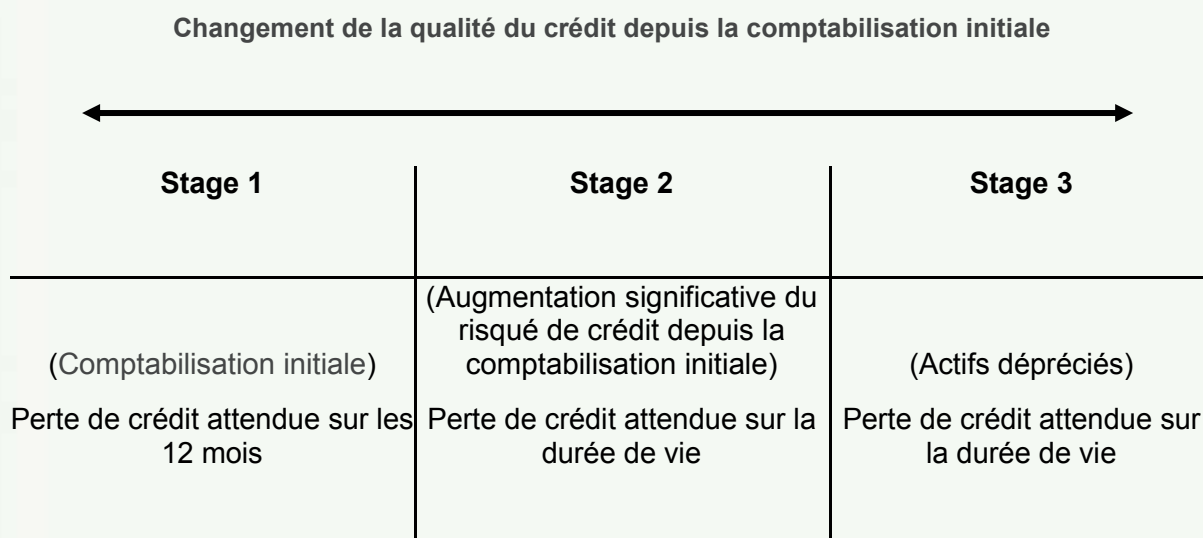 Changement de la qualité du crédit depuis la comptabilisation initiale
Stage 1
Stage 2
Stage 3
(Comptabilisation initiale)
Perte de crédit attendue sur les
12 mois
(Augmentation significative du
risqué de crédit depuis la
comptabilisation initiale)
Perte de crédit attendue sur la
durée de vie
(Actifs dépréciés)
Perte de crédit attendue sur
la durée de vie